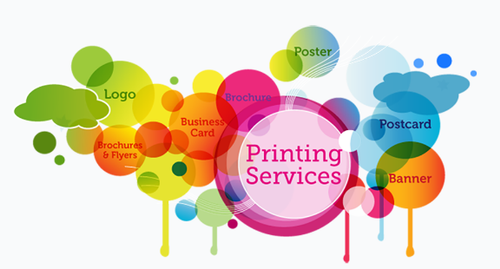 Poster
Logo
Brochure
Business
Card
Postcard
Brochures
& Flyers
Printing
Services
Banner